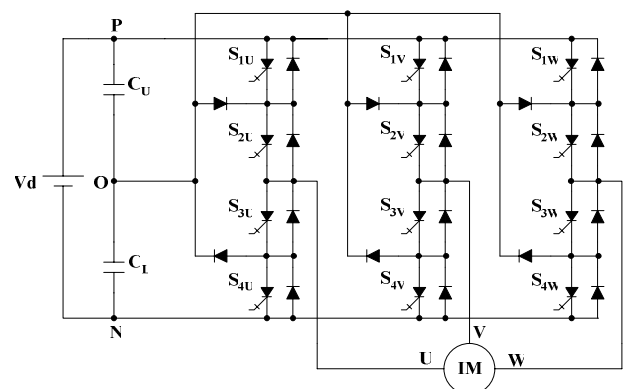 P
S1U
S1V
S1W
CU
S2U
S2V
S2W
Vd
O
S3U
S3V
S3W
CL
S4U
S4V
S4W
N
V
U
IM
W